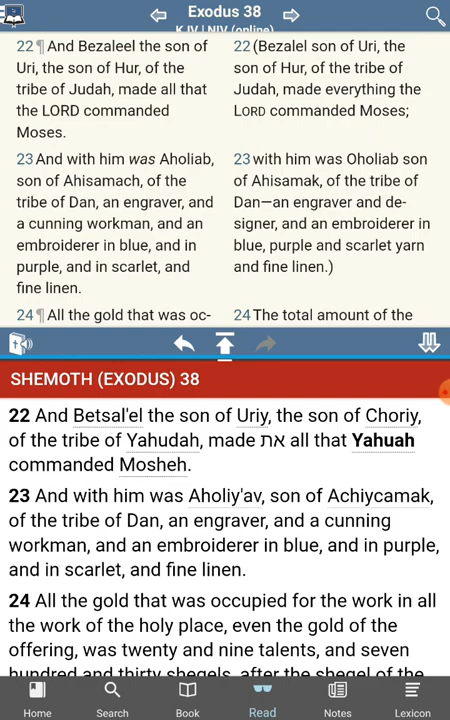 Exodus 38
KJV | NIV (online)
22¶And Bezaleel the son of
Uri, the son of Hur, of the
tribe of Judah, made all that
the LORD commanded
Moses.
23 And with him was Aholiab,
son of Ahisamach, of the
tribe of Dan, an engraver, and
a cunning workman, and an
embroiderer in blue, and in
purple, and in scarlet, and
fine linen.
24¶All the gold that was oc-
22 (Bezalel son of Uri, the
son of Hur, of the tribe of
Judah, made everything the
LORD commanded Moses;
23 with him was Oholiab son
of Ahisamak, of the tribe of
Dan—an engraver and de-
signer, and an embroiderer in
blue, purple and scarlet yarn
and fine linen.)
24 The total amount of the
SHEMOTH (EXODUS) 38
22 And Betsal'el the son of Uriy, the son of Choriy,
of the tribe of Yahudah, made את all that Yahuah
commanded Mosheh.
23 And with him was Aholiy'av, son of Achiycamak,
of the tribe of Dan, an engraver, and a cunning
workman, and an embroiderer in blue, and in purple,
and in scarlet, and fine linen.
24 All the gold that was occupied for the work in all
the work of the holy place, even the gold of the
offering, was twenty and nine talents, and seven
hundred and thirty sheqels, after the sheqel of the
Home
Search
Book
Read
Notes
Lexicon